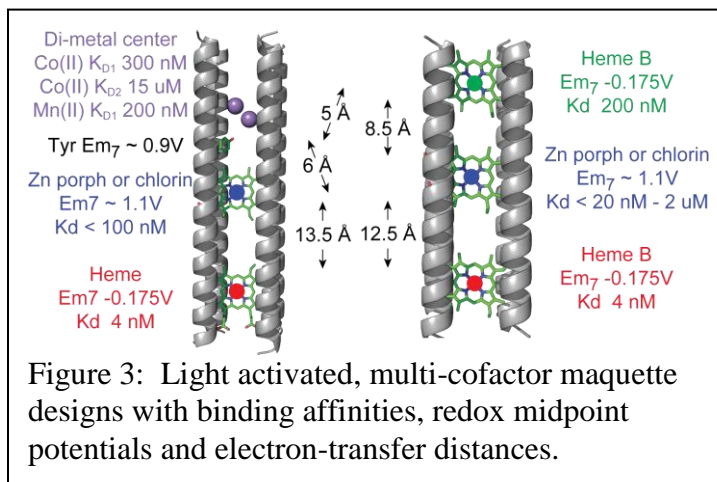 Di-metal center
Co(II) KD1 300 nM
Co(II) KD2 15 uM
Mn(II) KD1 200 nM
Tyr Em7 ~ 0.9V
Zn porph or chlorin
Em7 ~ 1.1V
Kd < 100 nM
Heme
Em7 -0.175V
Kd 4 nM
5 Å
6 Å
13.5 Å
8.5 Å
12.5 Å
Heme B
Em7 -0.175V
Kd 200 nM
Zn porph or chlorin
Em7 ~ 1.1V
Kd < 20 nM - 2 uM
Heme B
Em7 -0.175V
Kd 4 nM
Figure 3: Light activated, multi-cofactor maquette
designs with binding affinities, redox midpoint
potentials and electron-transfer distances.